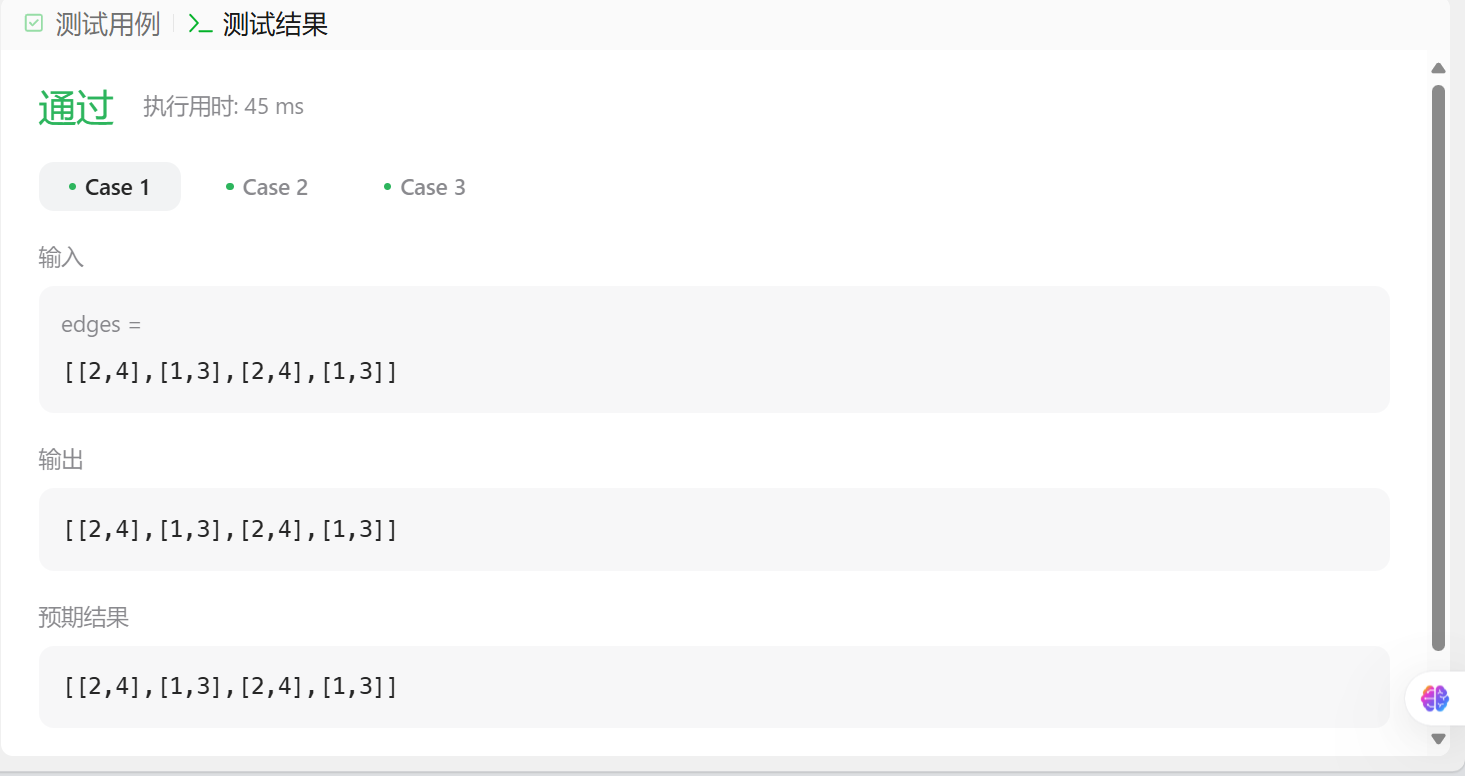 测试用例 >_ 测试结果
通过 执行用时: 45 ms
Case 1 Case 2 Case 3
输入
edges =
[[2,4],[1,3],[2,4],[1,3]]
输出
[[2,4],[1,3],[2,4],[1,3]]
预期结果
[[2,4],[1,3],[2,4],[1,3]]